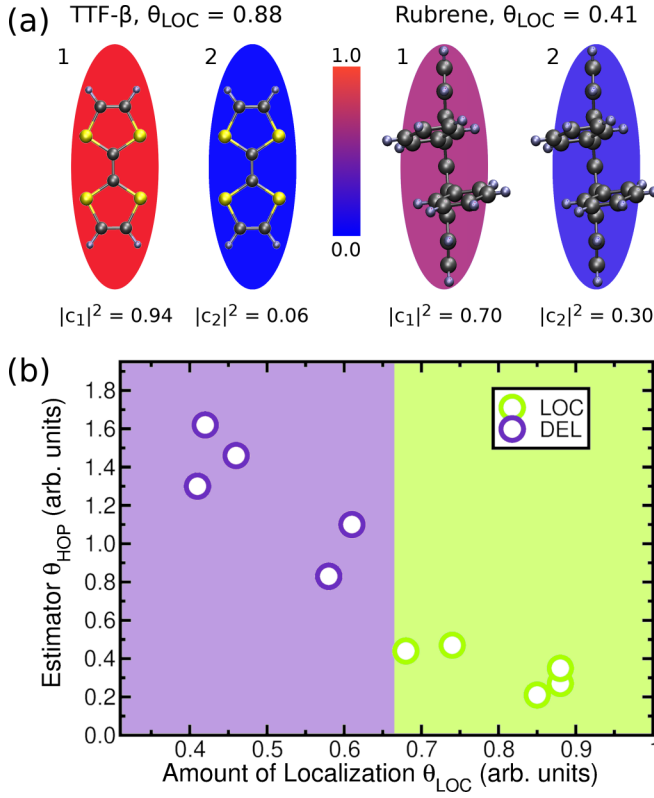 (a)
TTF-β, θLOC = 0.88
Rubrene, θLOC = 0.41
1
2
1.0
0.0
1
2
|c1|² = 0.94
|c2|² = 0.06
|c1|² = 0.70
|c2|² = 0.30
(b)
Estimator θHOP (arb. units)
1.8
1.6
1.4
1.2
1.0
0.8
0.6
0.4
0.2
0.0
LOC
DEL
0.4 0.5 0.6 0.7 0.8 0.9 1
Amount of Localization θLOC (arb. units)